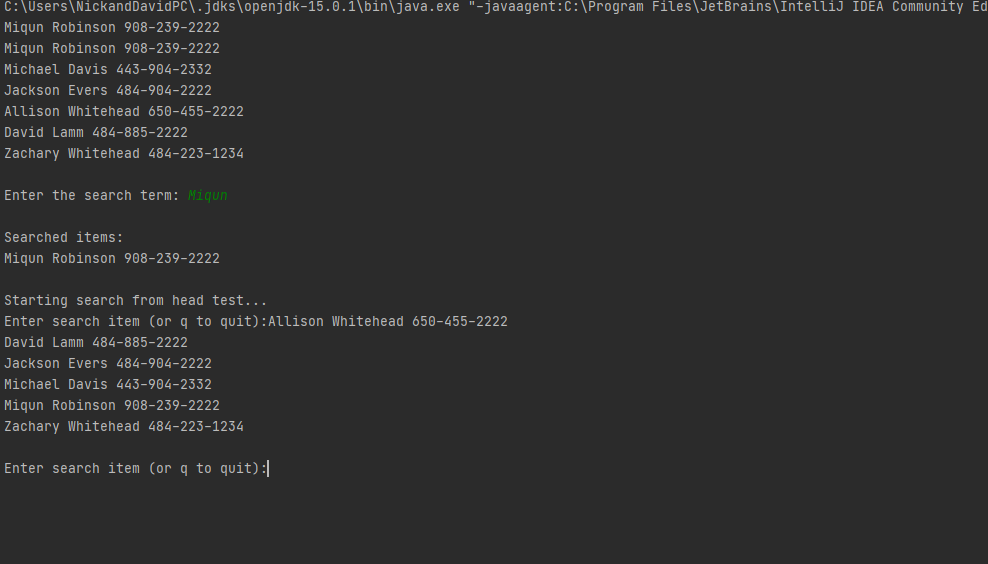 C:\Users\NickandDavidPC\.jdks\openjdk-15.0.1\bin\java.exe "-javaagent:C:\Program Files\JetBrains\IntelliJ IDEA Community Ed
Miqun Robinson 908-239-2222
Miqun Robinson 908-239-2222
Michael Davis 443-904-2332
Jackson Evers 484-904-2222
Allison Whitehead 650-455-2222
David Lamm 484-885-2222
Zachary Whitehead 484-223-1234
Enter the search term: Miqun
Searched items:
Miqun Robinson 908-239-2222
Starting search from head test...
Enter search item (or q to quit):Allison Whitehead 650-455-2222
David Lamm 484-885-2222
Jackson Evers 484-904-2222
Michael Davis 443-904-2332
Miqun Robinson 908-239-2222
Zachary Whitehead 484-223-1234
Enter search item (or q to quit):